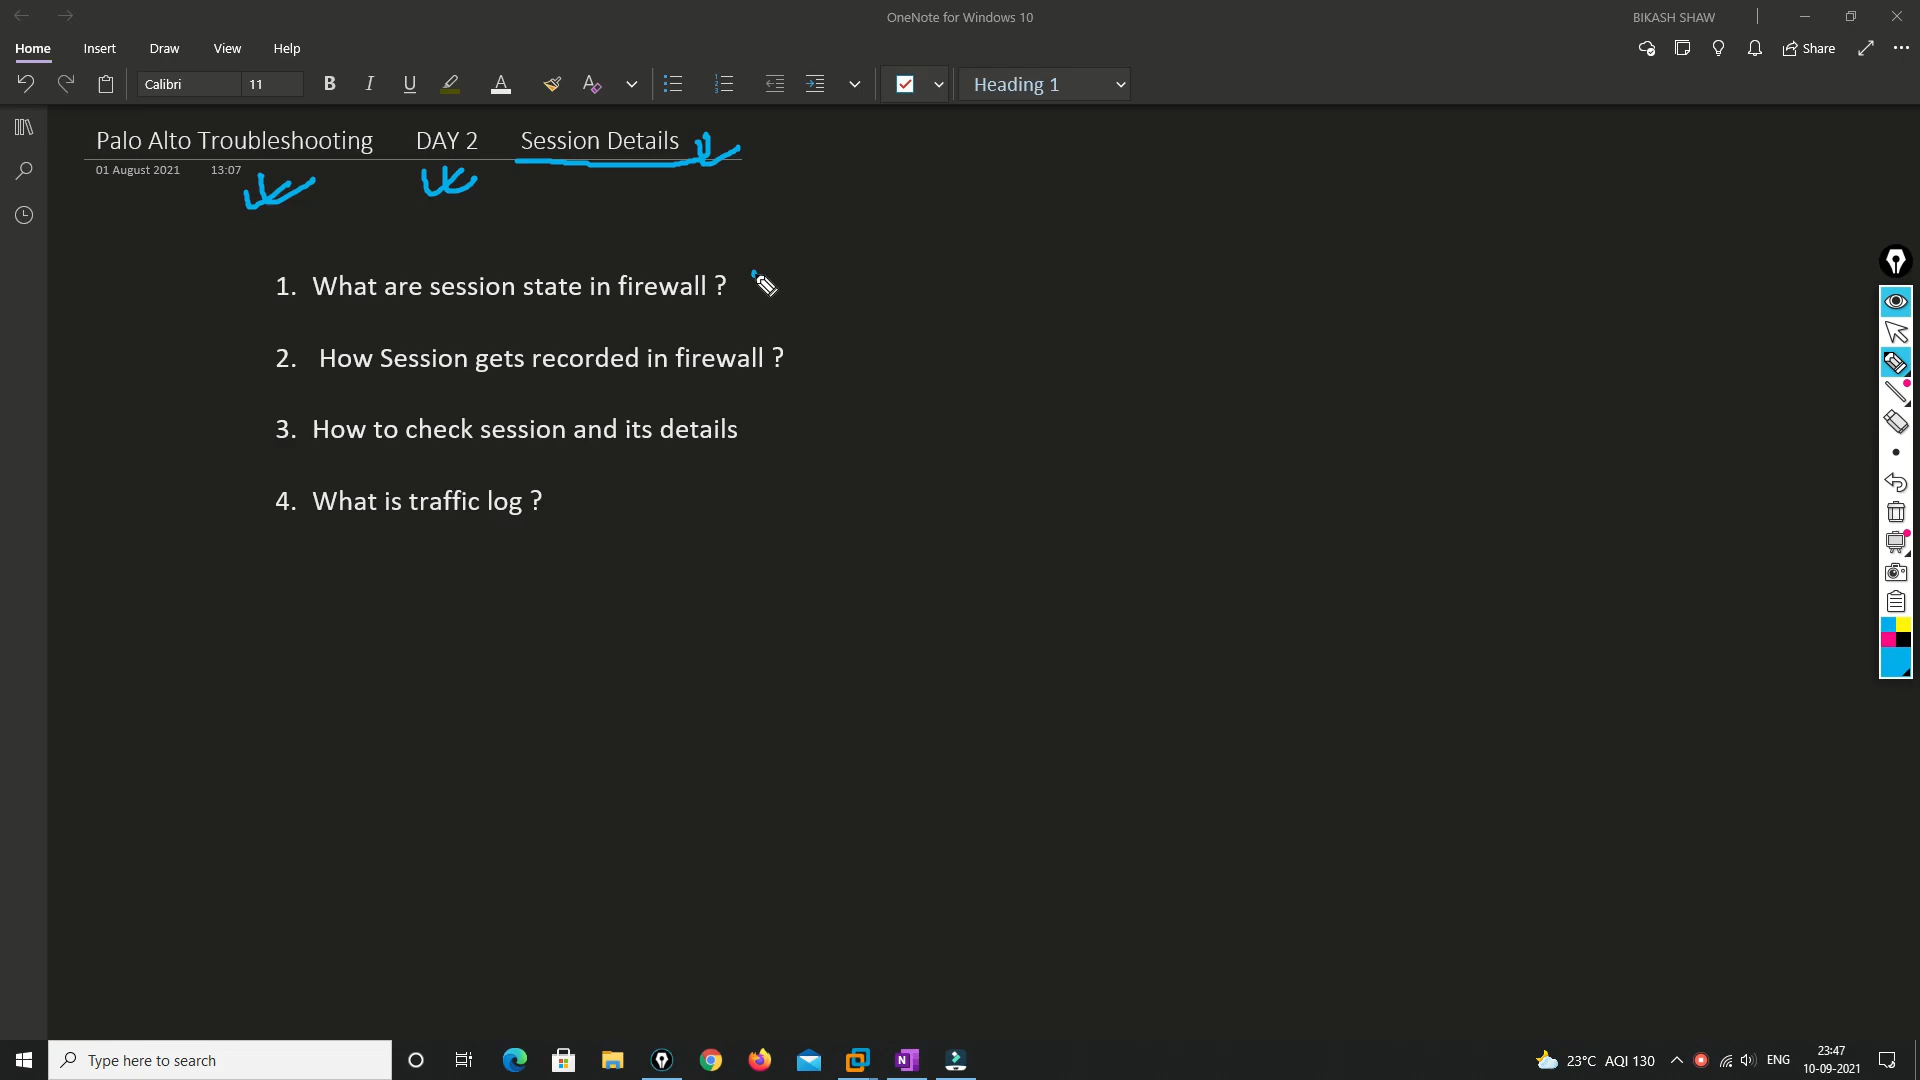 OneNote for Windows 10
BIKASH SHAW
Home Insert Draw View Help
Share
Calibri 11 B I U A A Heading 1
Palo Alto Troubleshooting DAY 2 Session Details
01 August 2021 13:07
1. What are session state in firewall ?
2. How Session gets recorded in firewall ?
3. How to check session and its details
4. What is traffic log ?
Type here to search
23°C AQI 130
ENG
23:47
10-09-2021